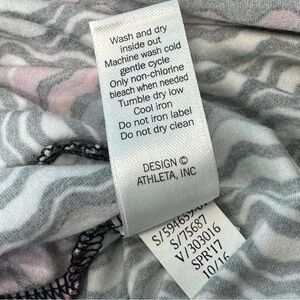 Wash and dry
inside out
Machine wash cold
gentle cycle
Only non-chlorine
bleach when needed
Tumble dry low
Cool iron
Do not iron label
Do not dry clean
DESIGN ©
ATHLETA, INC
S/75687
V/303016
SPR17
10/16